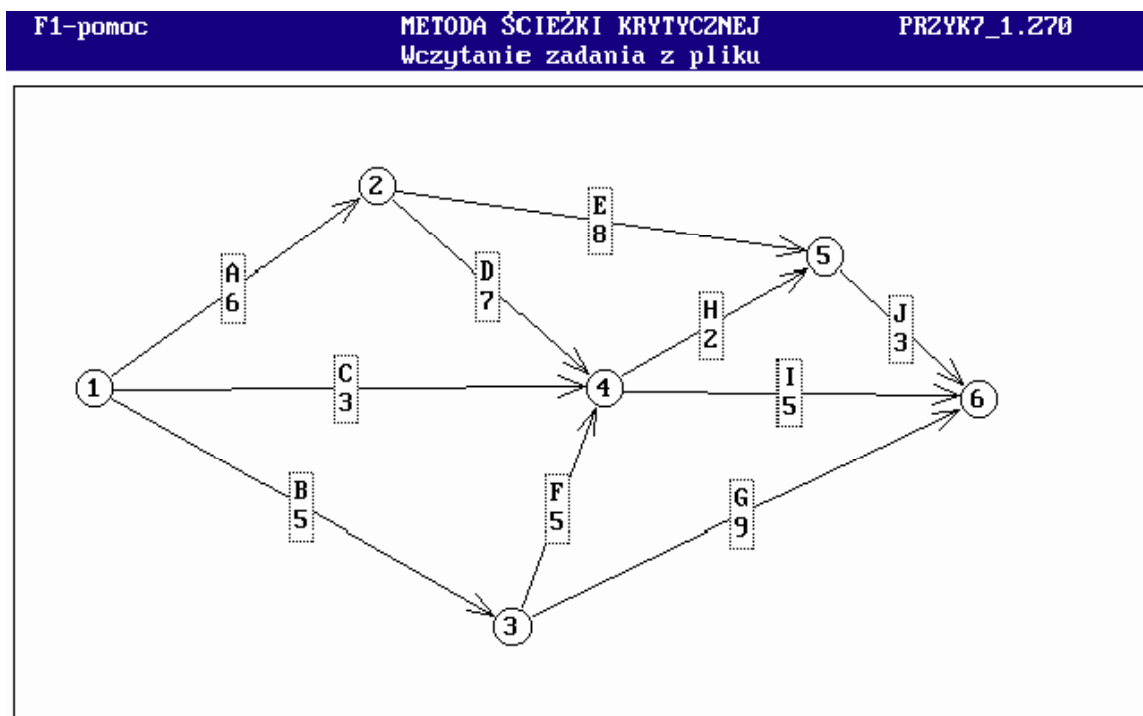 F1-pomoc METODA ŚCIEŻKI KRYTYCZNEJ PRZYK7_1.Z70
Wczytanie zadania z pliku
2
E
8
5
A
6
D
7
H
2
J
3
1
C
3
4
I
5
6
B
5
F
5
G
9
3